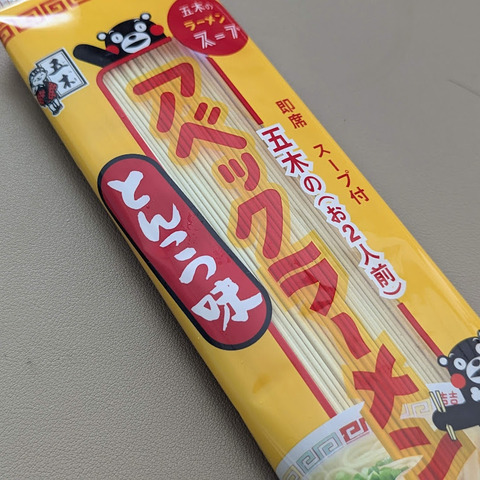 五木の
ラーメン
スープ
五木
アベックラーメン
即席 スープ付
五木の(お2人前)
とんこつ味
詰